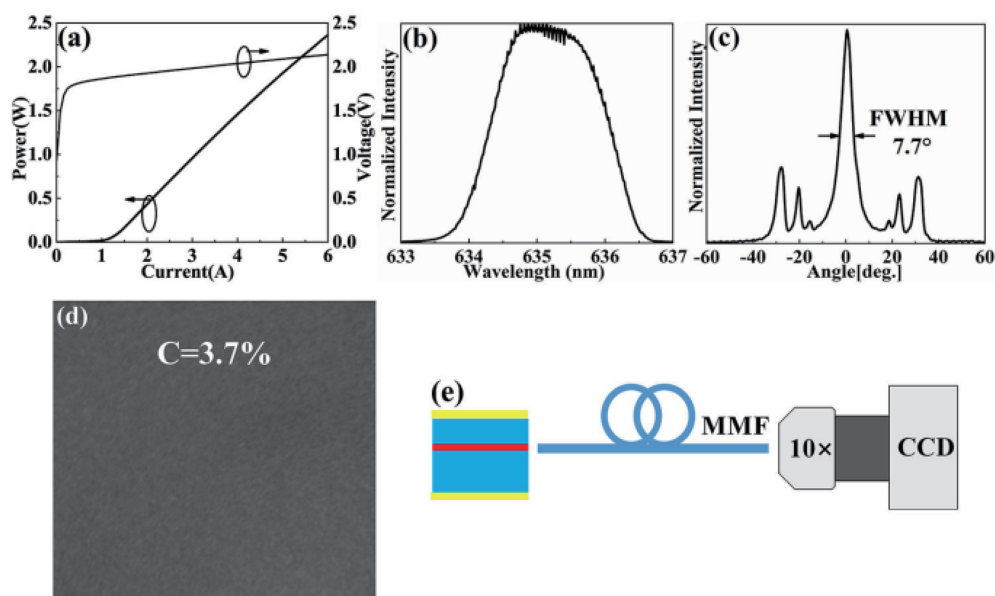 (a)
Power(W)
2.5
2.0
1.5
1.0
0.5
0.0
0 1 2 3 4 5 6
Current(A)
2.5
2.0
1.5
1.0
0.5
0.0
Voltage(V)
(b)
Normalized Intensity
633 634 635 636 637
Wavelength (nm)
(c)
Normalized Intensity
FWHM
7.7°
-60 -40 -20 0 20 40 60
Angle[deg.]
(d)
C=3.7%
(e)
MMF
10×
CCD